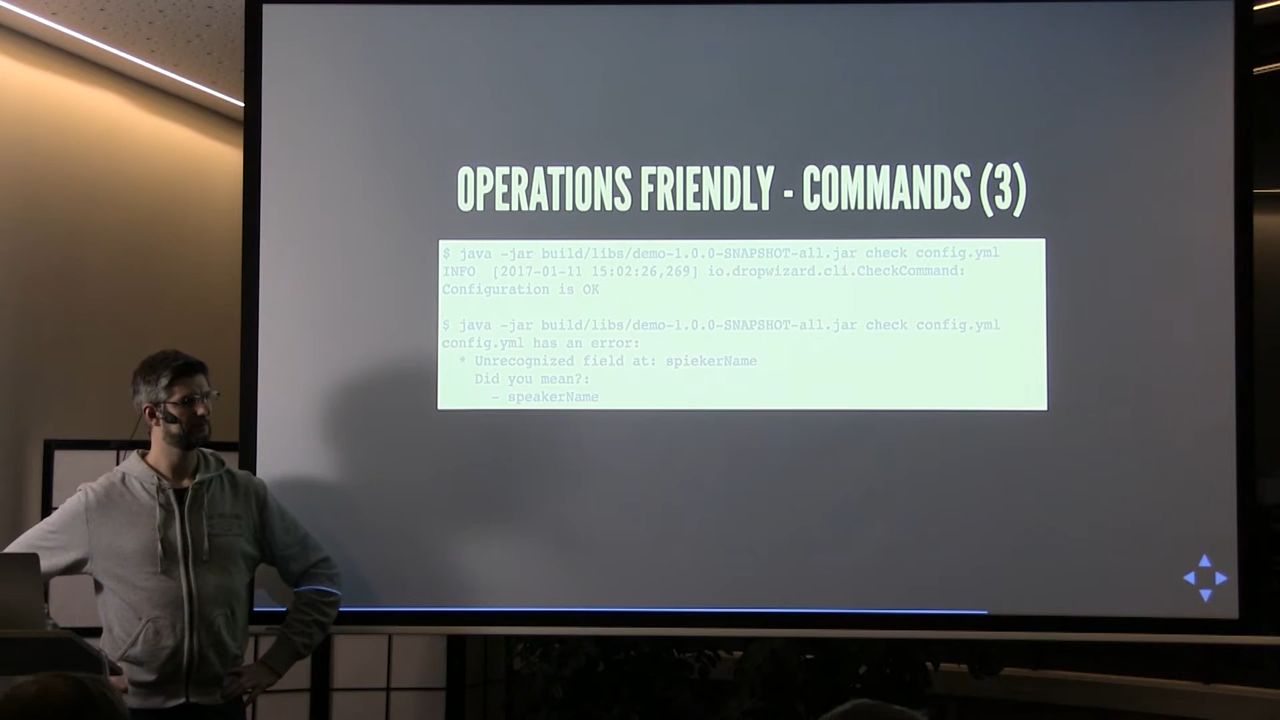 OPERATIONS FRIENDLY - COMMANDS (3)
$ java -jar build/libs/demo-1.0.0-SNAPSHOT-all.jar check config.yml
INFO  [2017-01-11 15:02:26,269] io.dropwizard.cli.CheckCommand:
Configuration is OK
$ java -jar build/libs/demo-1.0.0-SNAPSHOT-all.jar check config.yml
config.yml has an error:
* Unrecognized field at: spiekerName
Did you mean?:
- speakerName